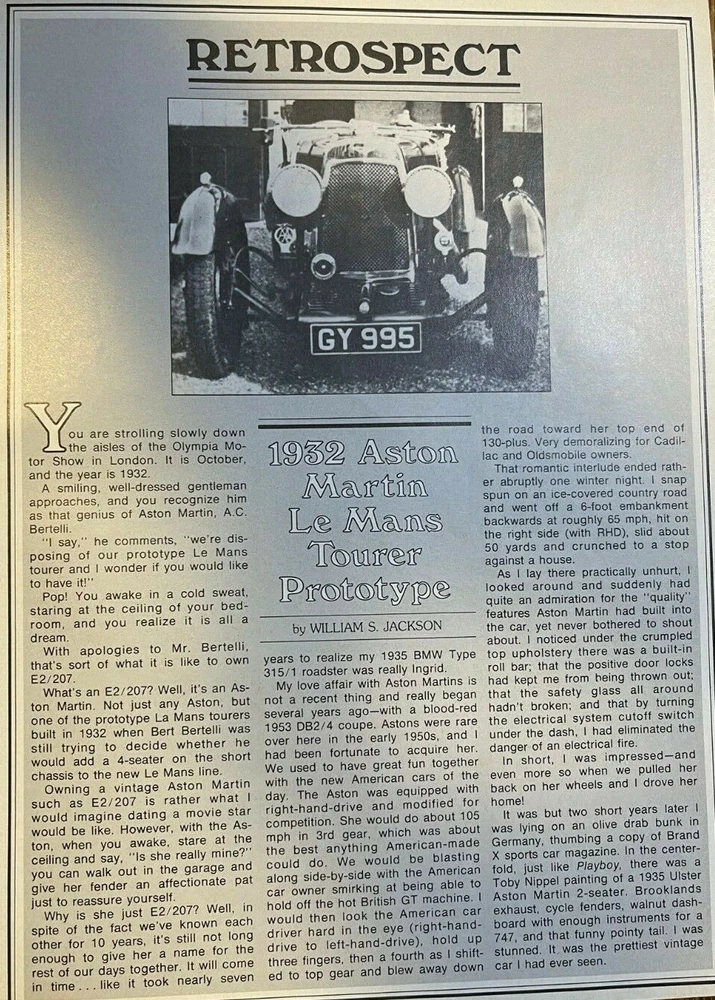 RETROSPECT
GY 995
You are strolling slowly down
the aisles of the Olympia Mo-
tor Show in London. It is October,
and the year is 1932.
A smiling, well-dressed gentleman
approaches, and you recognize him
as that genius of Aston Martin, A.C.
Bertelli.
"I say," he comments, "we're dis-
posing of our prototype Le Mans
tourer and I wonder if you would like
to have it!"
Pop! You awake in a cold sweat,
staring at the ceiling of your bed-
room, and you realize it is all a
dream.
With apologies to Mr. Bertelli,
that's sort of what it is like to own
E2/207.
What's an E2/207? Well, it's an As-
ton Martin. Not just any Aston, but
one of the prototype La Mans tourers
built in 1932 when Bert Bertelli was
still trying to decide whether he
would add a 4-seater on the short
chassis to the new Le Mans line.
Owning a vintage Aston Martin
such as E2/207 is rather what I
would imagine dating a movie star
would be like. However, with the As-
ton, when you awake, stare at the
ceiling and say, "Is she really mine?"
you can walk out in the garage and
give her fender an affectionate pat
just to reassure yourself.
Why is she just E2/207? Well, in
spite of the fact we've known each
other for 10 years, it's still not long
enough to give her a name for the
rest of our days together. It will come
in time . . . like it took nearly seven
1932 Aston
Martin
Le Mans
Tourer
Prototype
by WILLIAM S. JACKSON
years to realize my 1935 BMW Type
315/1 roadster was really Ingrid.
My love affair with Aston Martins is
not a recent thing and really began
several years ago—with a blood-red
1953 DB2/4 coupe. Astons were rare
over here in the early 1950s, and I
had been fortunate to acquire her.
We used to have great fun together
with the new American cars of the
day. The Aston was equipped with
right-hand-drive and modified for
competition. She would do about 105
mph in 3rd gear, which was about
the best anything American-made
could do. We would be blasting
along side-by-side with the American
car owner smirking at being able to
hold off the hot British GT machine. I
would then look the American car
driver hard in the eye (right-hand-
drive to left-hand-drive), hold up
three fingers, then a fourth as I shift-
ed to top gear and blew away down
the road toward her top end of
130-plus. Very demoralizing for Cadil-
lac and Oldsmobile owners.
That romantic interlude ended rath-
er abruptly one winter night. I snap
spun on an ice-covered country road
and went off a 6-foot embankment
backwards at roughly 65 mph, hit on
the right side (with RHD), slid about
50 yards and crunched to a stop
against a house.
As I lay there practically unhurt, I
looked around and suddenly had
quite an admiration for the "quality"
features Aston Martin had built into
the car, yet never bothered to shout
about. I noticed under the crumpled
top upholstery there was a built-in
roll bar; that the positive door locks
had kept me from being thrown out;
that the safety glass all around
hadn't broken; and that by turning
the electrical system cutoff switch
under the dash, I had eliminated the
danger of an electrical fire.
In short, I was impressed—and
even more so when we pulled her
back on her wheels and I drove her
home!
It was but two short years later I
was lying on an olive drab bunk in
Germany, thumbing a copy of Brand
X sports car magazine. In the center-
fold, just like Playboy, there was a
Toby Nippel painting of a 1935 Ulster
Aston Martin 2-seater. Brooklands
exhaust, cycle fenders, walnut dash-
board with enough instruments for a
747, and that funny pointy tail. I was
stunned. It was the prettiest vintage
car I had ever seen.